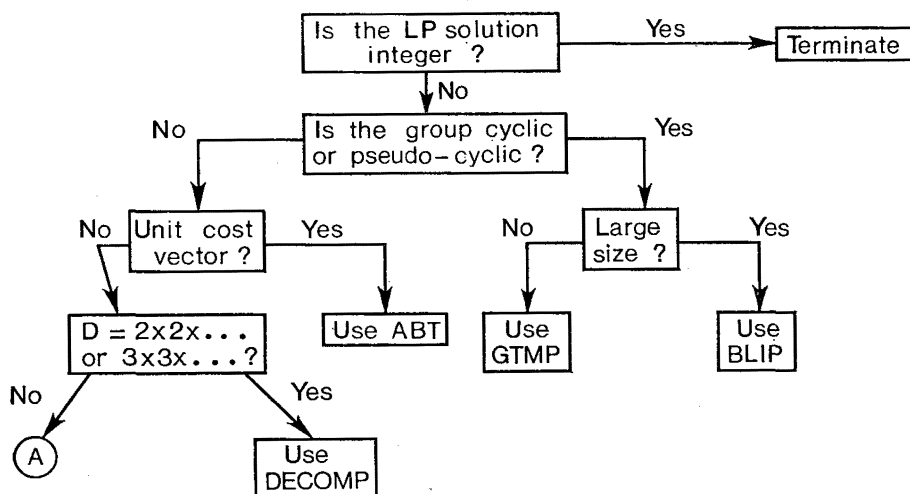 Is the LP solution
integer ?
Yes
Terminate
No
No
Is the group cyclic
or pseudo-cyclic ?
Yes
No
Unit cost
vector ?
Yes
No
Large
size ?
Yes
D = 2x2x...
or 3x3x...?
Use ABT
Use
GTMP
Use
BLIP
No
Yes
A
Use
DECOMP